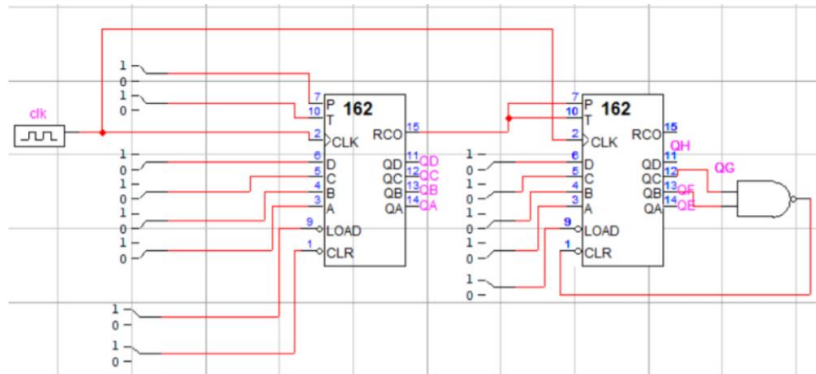 clk
1
0
1
0
7 P 162
10 T
RCO 15
2 CLK
1
0
6 D
QD 11 QD
1
0
5 C
QC 12 QC
1
0
4 B
QB 13 QB
1
0
3 A
QA 14 QA
9 LOAD
1 CLR
1
0
1
0
7 P 162
10 T
RCO 15
2 CLK
QH
1
0
6 D
QD 11
QG
1
0
5 C
QC 12
1
0
4 B
QB 13 QF
1
0
3 A
QA 14 QE
9 LOAD
1 CLR
1
0